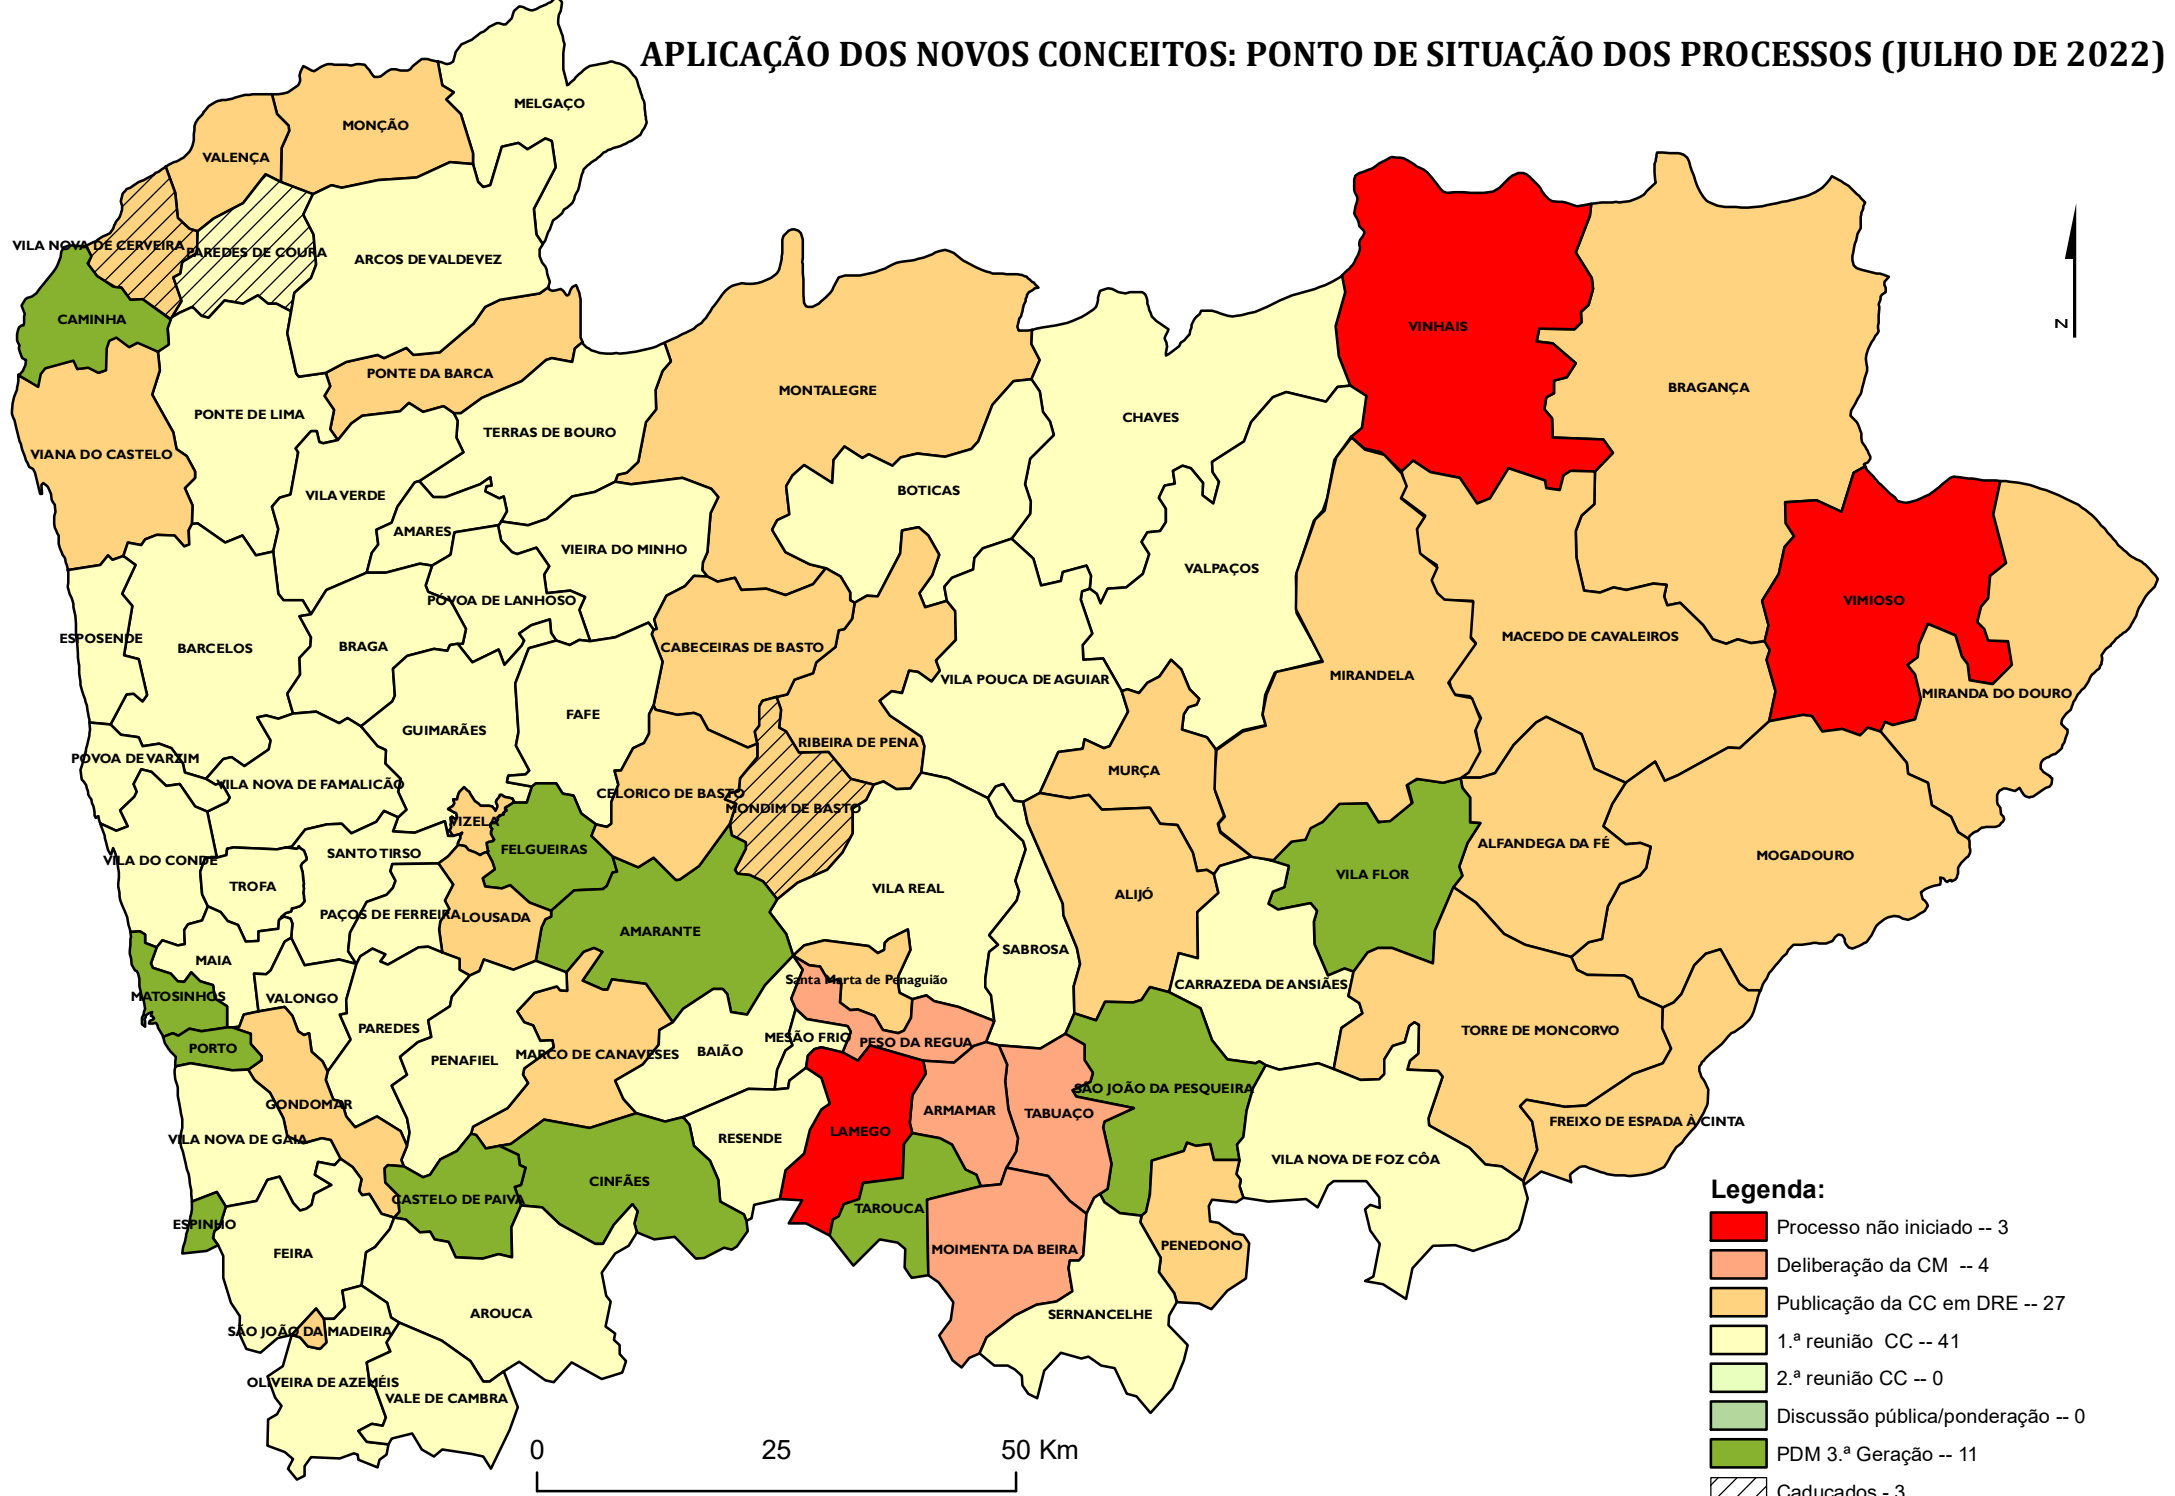 APLICAÇÃO DOS NOVOS CONCEITOS: PONTO DE SITUAÇÃO DOS PROCESSOS (JULHO DE 2022)
MELGAÇO
MONÇÃO
VALENÇA
VILA NOVA DE CERVEIRA
PAREDES DE COURA
ARCOS DE VALDEVEZ
CAMINHA
VINHAIS
N
PONTE DA BARCA
MONTALEGRE
BRAGANÇA
PONTE DE LIMA
CHAVES
TERRAS DE BOURO
VIANA DO CASTELO
VILA VERDE
BOTICAS
AMARES
VIEIRA DO MINHO
VALPAÇOS
PÓVOA DE LANHOSO
VIMIOSO
ESPOSENDE
BARCELOS
BRAGA
CABECEIRAS DE BASTO
MACEDO DE CAVALEIROS
VILA POUCA DE AGUIAR
MIRANDELA
MIRANDA DO DOURO
FAFE
GUIMARÃES
RIBEIRA DE PENA
PÓVOA DE VARZIM
MURÇA
VILA NOVA DE FAMALICÃO
CELORICO DE BASTO
MONDIM DE BASTO
VIZELA
FELGUEIRAS
ALFANDEGA DA FÉ
SANTO TIRSO
MOGADOURO
VILA DO CONDE
TROFA
VILA FLOR
VILA REAL
ALIJÓ
PAÇOS DE FERREIRA
LOUSADA
AMARANTE
SABROSA
MAIA
Santa Marta de Penaguião
CARRAZEDA DE ANSIÃES
MATOSINHOS
VALONGO
PAREDES
TORRE DE MONCORVO
MESÃO FRIO
PESO DA REGUA
PORTO
PENAFIEL
MARCO DE CANAVESES
BAIÃO
SÃO JOÃO DA PESQUEIRA
GONDOMAR
ARMAMAR
TABUAÇO
FREIXO DE ESPADA À CINTA
VILA NOVA DE GAIA
RESENDE
LAMEGO
VILA NOVA DE FOZ CÔA
CINFÃES
CASTELO DE PAIVA
TAROUCA
ESPINHO
FEIRA
MOIMENTA DA BEIRA
PENEDONO
AROUCA
SERNANCELHE
SÃO JOÃO DA MADEIRA
OLIVEIRA DE AZEMÉIS
VALE DE CAMBRA
0 25 50 Km
Legenda:
Processo não iniciado -- 3
Deliberação da CM -- 4
Publicação da CC em DRE -- 27
1.ª reunião CC -- 41
2.ª reunião CC -- 0
Discussão pública/ponderação -- 0
PDM 3.ª Geração -- 11
Caducados - 3